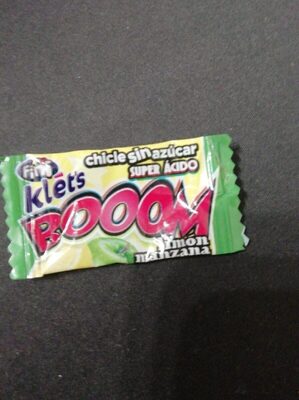 fini
chicle sin azúcar
SUPER ÁCIDO
klet's
BOOOM
limón
manzana